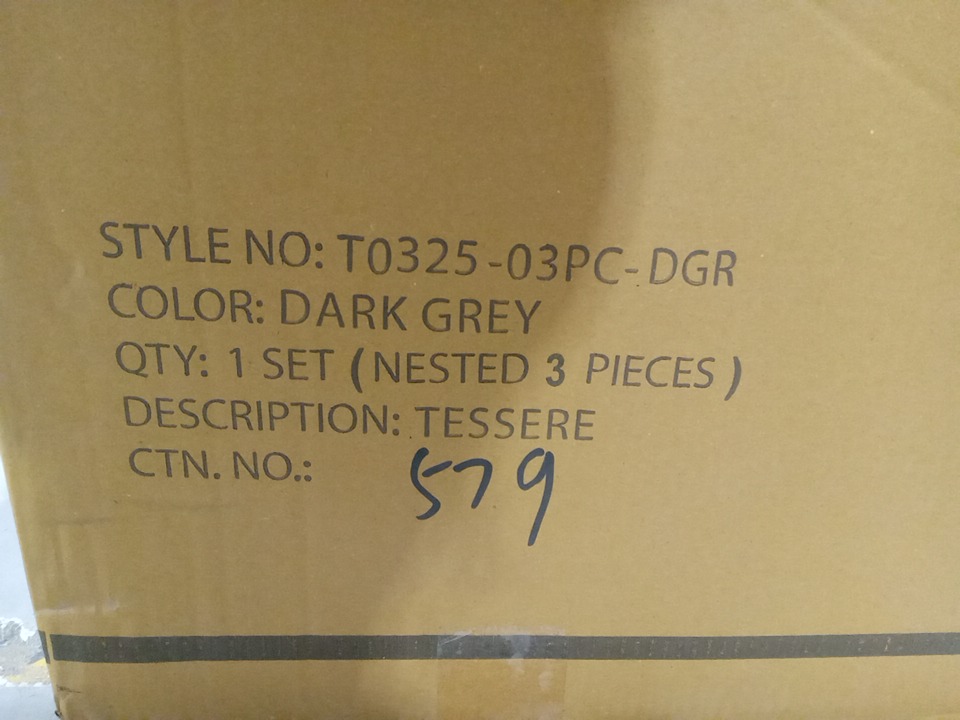 STYLE NO: T0325-03PC-DGR
COLOR: DARK GREY
QTY: 1 SET (NESTED 3 PIECES)
DESCRIPTION: TESSERE
CTN. NO.: 579